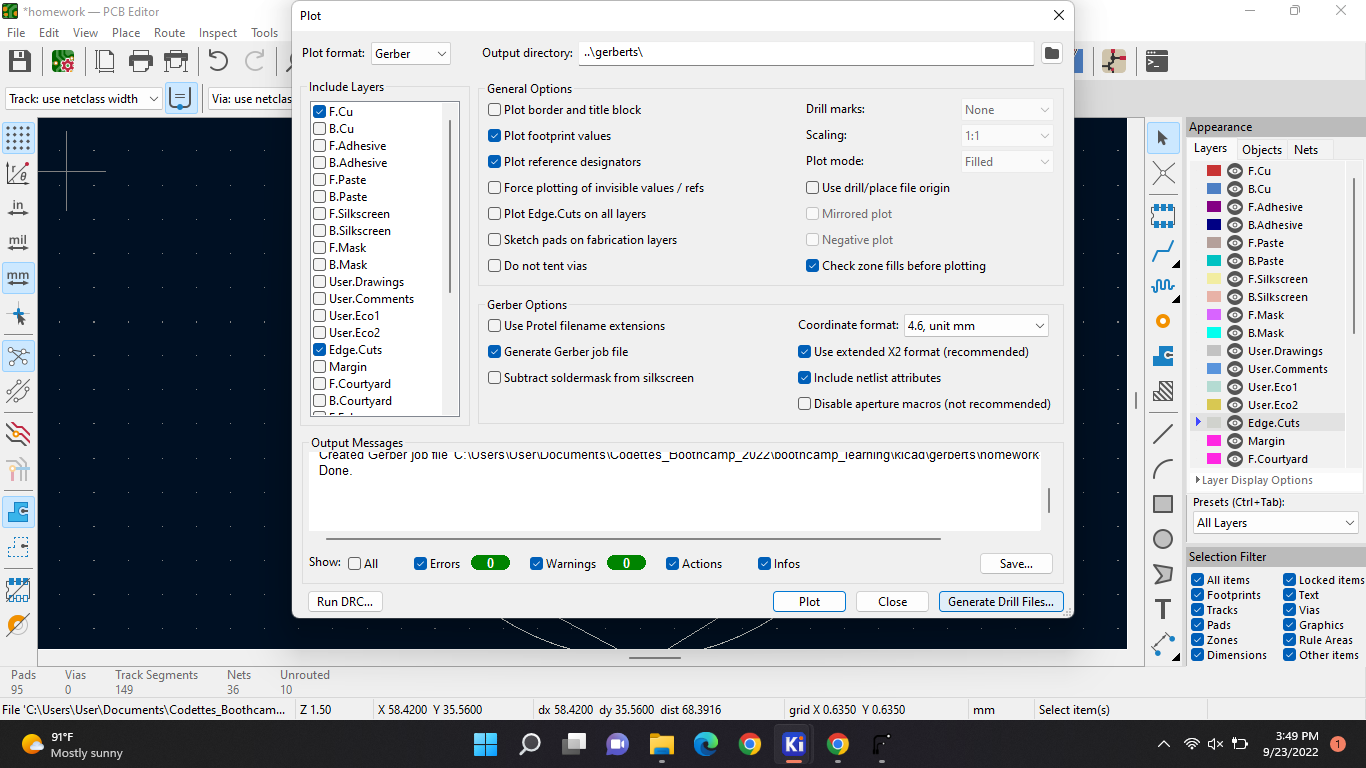 *homework — PCB Editor
File Edit View Place Route Inspect Tools
Track: use netclass width
Via: use netclas
in
mil
mm
Plot
Plot format: Gerber
Output directory: ..\gerberts\
Include Layers
F.Cu
B.Cu
F.Adhesive
B.Adhesive
F.Paste
B.Paste
F.Silkscreen
B.Silkscreen
F.Mask
B.Mask
User.Drawings
User.Comments
User.Eco1
User.Eco2
Edge.Cuts
Margin
F.Courtyard
B.Courtyard
General Options
Plot border and title block
Plot footprint values
Plot reference designators
Force plotting of invisible values / refs
Plot Edge.Cuts on all layers
Sketch pads on fabrication layers
Do not tent vias
Drill marks: None
Scaling: 1:1
Plot mode: Filled
Use drill/place file origin
Mirrored plot
Negative plot
Check zone fills before plotting
Gerber Options
Use Protel filename extensions
Generate Gerber job file
Subtract soldermask from silkscreen
Coordinate format: 4.6, unit mm
Use extended X2 format (recommended)
Include netlist attributes
Disable aperture macros (not recommended)
Output Messages
Created Gerber job file 'C:\Users\User\Documents\Codettes_Boothcamp_2022\boothcamp_learning\kicad\gerberts\homework
Done.
Show: All Errors 0 Warnings 0 Actions Infos Save...
Run DRC... Plot Close Generate Drill Files...
Appearance
Layers Objects Nets
F.Cu
B.Cu
F.Adhesive
B.Adhesive
F.Paste
B.Paste
F.Silkscreen
B.Silkscreen
F.Mask
B.Mask
User.Drawings
User.Comments
User.Eco1
User.Eco2
Edge.Cuts
Margin
F.Courtyard
Layer Display Options
Presets (Ctrl+Tab):
All Layers
Selection Filter
All items Locked items
Footprints Text
Tracks Vias
Pads Graphics
Zones Rule Areas
Dimensions Other items
Pads Vias Track Segments Nets Unrouted
95 0 149 36 10
File 'C:\Users\User\Documents\Codettes_Boothcam... Z 1.50 X 58.4200 Y 35.5600 dx 58.4200 dy 35.5600 dist 68.3916 grid X 0.6350 Y 0.6350 mm Select item(s)
91°F
Mostly sunny
Ki
3:49 PM
9/23/2022
1